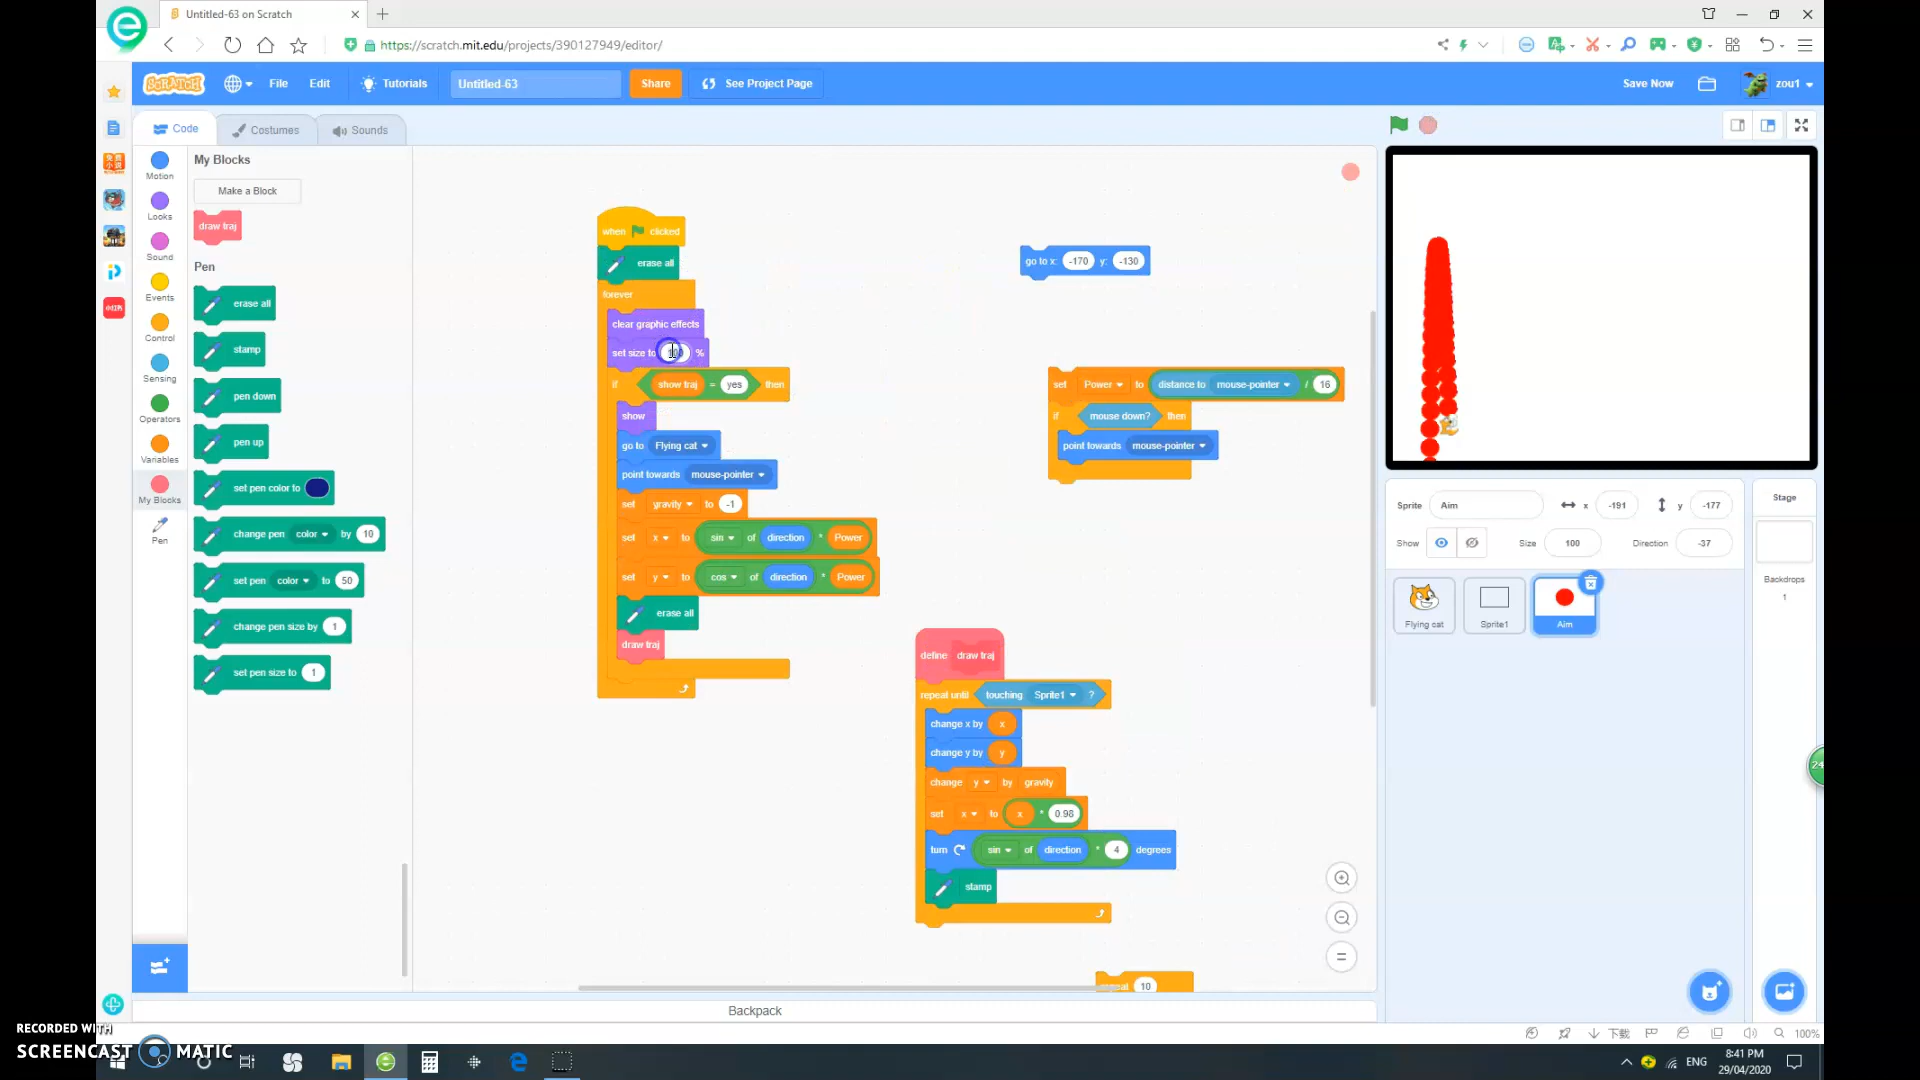 Untitled-63 on Scratch
https://scratch.mit.edu/projects/390127949/editor/
SCRATCH
File
Edit
Tutorials
Untitled-63
Share
See Project Page
Save Now
zou1
Code
Costumes
Sounds
Motion
Looks
Sound
Events
Control
Sensing
Operators
Variables
My Blocks
Pen
My Blocks
Make a Block
draw traj
Pen
erase all
stamp
pen down
pen up
set pen color to
change pen color by 10
set pen color to 50
change pen size by 1
set pen size to 1
when clicked
erase all
forever
clear graphic effects
set size to 100 %
if show traj = yes then
show
go to Flying cat
point towards mouse-pointer
set gravity to -1
set x to sin of direction * Power
set y to cos of direction * Power
erase all
draw traj
go to x: -170 y: -130
set Power to distance to mouse-pointer / 16
if mouse down? then
point towards mouse-pointer
define draw traj
repeat until touching Sprite1 ?
change x by x
change y by y
change y by gravity
set x to x * 0.98
turn sin of direction * 4 degrees
stamp
repeat 10
Backpack
Sprite Aim x -191 y -177
Show Size 100 Direction -37
Flying cat
Sprite1
Aim
Stage
Backdrops
1
24
下载
100%
RECORDED WITH
SCREENCAST MATIC
ENG
8:41 PM
29/04/2020